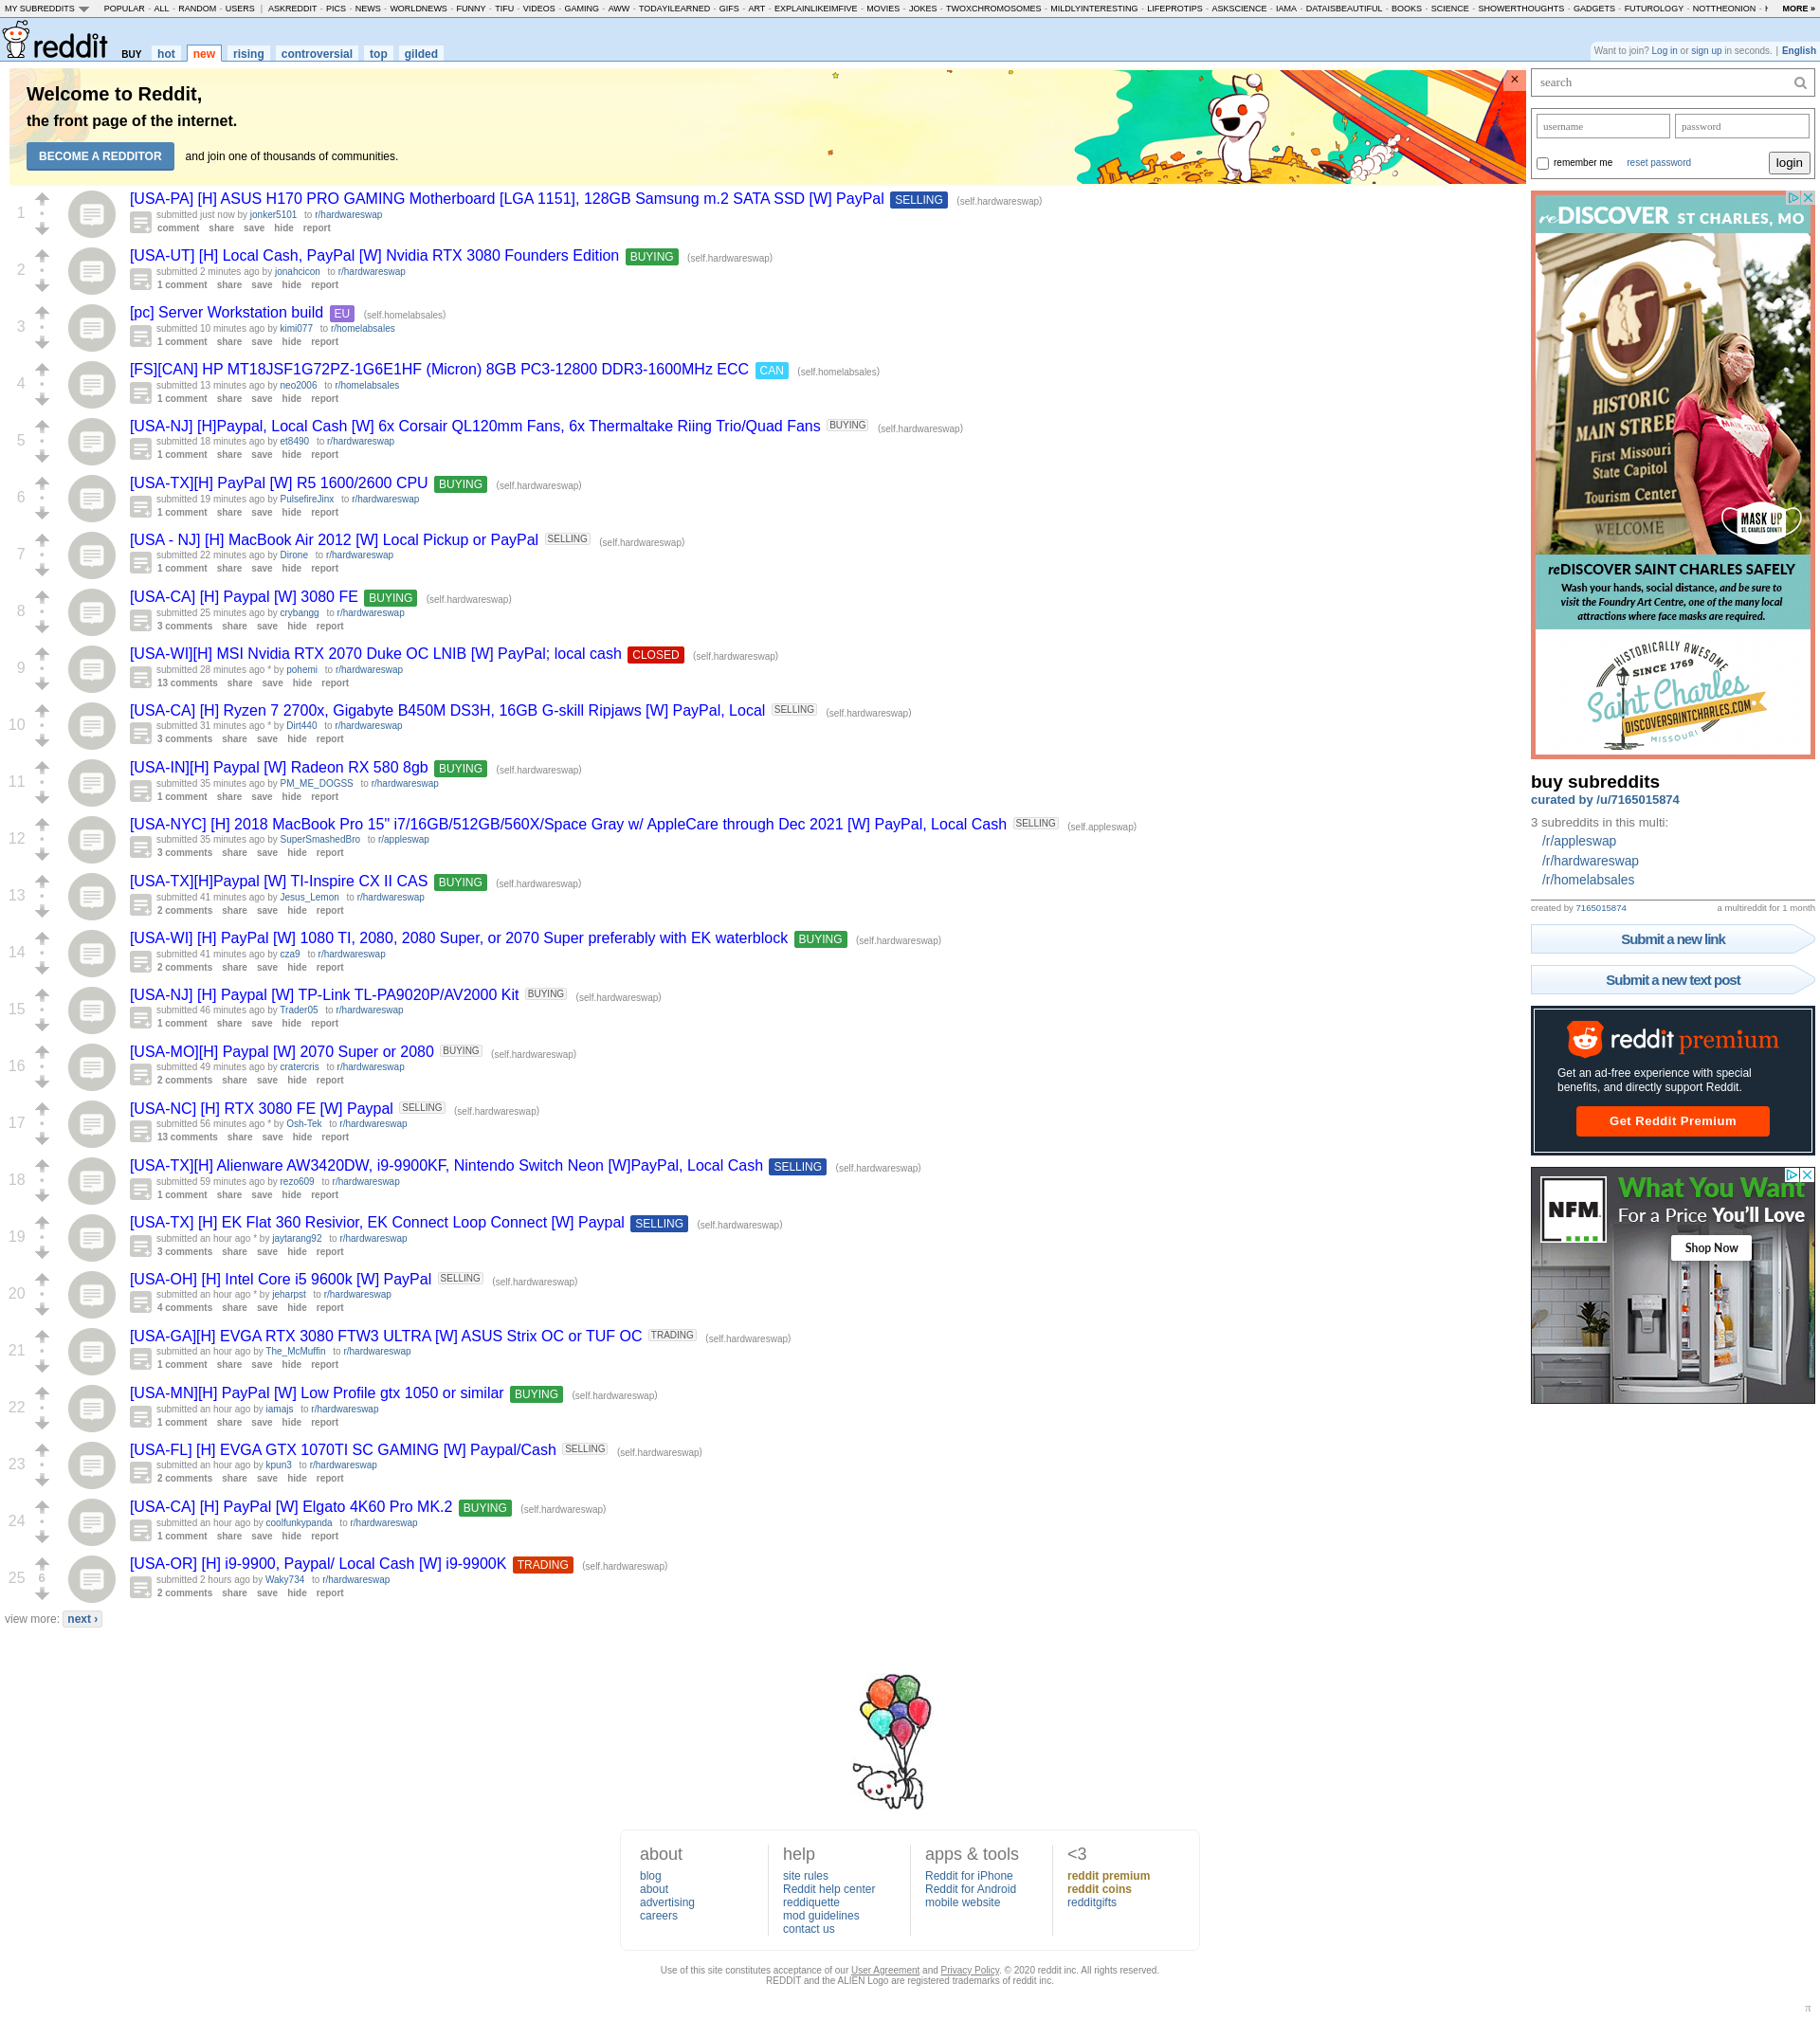 MY SUBREDDITS POPULAR - ALL - RANDOM - USERS | ASKREDDIT - PICS - NEWS - WORLDNEWS - FUNNY - TIFU - VIDEOS - GAMING - AWW - TODAYILEARNED - GIFS - ART - EXPLAINLIKEIMFIVE - MOVIES - JOKES - TWOXCHROMOSOMES - MILDLYINTERESTING - LIFEPROTIPS - ASKSCIENCE - IAMA - DATAISBEAUTIFUL - BOOKS - SCIENCE - SHOWERTHOUGHTS - GADGETS - FUTUROLOGY - NOTTHEONION - MORE »
reddit BUY hot new rising controversial top gilded
Want to join? Log in or sign up in seconds. | English
Welcome to Reddit,
the front page of the internet.
BECOME A REDDITOR and join one of thousands of communities.
×
1
[USA-PA] [H] ASUS H170 PRO GAMING Motherboard [LGA 1151], 128GB Samsung m.2 SATA SSD [W] PayPal SELLING (self.hardwareswap)
submitted just now by jonker5101 to r/hardwareswap
comment share save hide report
2
[USA-UT] [H] Local Cash, PayPal [W] Nvidia RTX 3080 Founders Edition BUYING (self.hardwareswap)
submitted 2 minutes ago by jonahcicon to r/hardwareswap
1 comment share save hide report
3
[pc] Server Workstation build EU (self.homelabsales)
submitted 10 minutes ago by kimi077 to r/homelabsales
1 comment share save hide report
4
[FS][CAN] HP MT18JSF1G72PZ-1G6E1HF (Micron) 8GB PC3-12800 DDR3-1600MHz ECC CAN (self.homelabsales)
submitted 13 minutes ago by neo2006 to r/homelabsales
1 comment share save hide report
5
[USA-NJ] [H]Paypal, Local Cash [W] 6x Corsair QL120mm Fans, 6x Thermaltake Riing Trio/Quad Fans BUYING (self.hardwareswap)
submitted 18 minutes ago by et8490 to r/hardwareswap
1 comment share save hide report
6
[USA-TX][H] PayPal [W] R5 1600/2600 CPU BUYING (self.hardwareswap)
submitted 19 minutes ago by PulsefireJinx to r/hardwareswap
1 comment share save hide report
7
[USA - NJ] [H] MacBook Air 2012 [W] Local Pickup or PayPal SELLING (self.hardwareswap)
submitted 22 minutes ago by Dirone to r/hardwareswap
1 comment share save hide report
8
[USA-CA] [H] Paypal [W] 3080 FE BUYING (self.hardwareswap)
submitted 25 minutes ago by crybangg to r/hardwareswap
3 comments share save hide report
9
[USA-WI][H] MSI Nvidia RTX 2070 Duke OC LNIB [W] PayPal; local cash CLOSED (self.hardwareswap)
submitted 28 minutes ago * by pohemi to r/hardwareswap
13 comments share save hide report
10
[USA-CA] [H] Ryzen 7 2700x, Gigabyte B450M DS3H, 16GB G-skill Ripjaws [W] PayPal, Local SELLING (self.hardwareswap)
submitted 31 minutes ago * by Dirt440 to r/hardwareswap
3 comments share save hide report
11
[USA-IN][H] Paypal [W] Radeon RX 580 8gb BUYING (self.hardwareswap)
submitted 35 minutes ago by PM_ME_DOGSS to r/hardwareswap
1 comment share save hide report
12
[USA-NYC] [H] 2018 MacBook Pro 15" i7/16GB/512GB/560X/Space Gray w/ AppleCare through Dec 2021 [W] PayPal, Local Cash SELLING (self.appleswap)
submitted 35 minutes ago by SuperSmashedBro to r/appleswap
3 comments share save hide report
13
[USA-TX][H]Paypal [W] TI-Inspire CX II CAS BUYING (self.hardwareswap)
submitted 41 minutes ago by Jesus_Lemon to r/hardwareswap
2 comments share save hide report
14
[USA-WI] [H] PayPal [W] 1080 TI, 2080, 2080 Super, or 2070 Super preferably with EK waterblock BUYING (self.hardwareswap)
submitted 41 minutes ago by cza9 to r/hardwareswap
2 comments share save hide report
15
[USA-NJ] [H] Paypal [W] TP-Link TL-PA9020P/AV2000 Kit BUYING (self.hardwareswap)
submitted 46 minutes ago by Trader05 to r/hardwareswap
1 comment share save hide report
16
[USA-MO][H] Paypal [W] 2070 Super or 2080 BUYING (self.hardwareswap)
submitted 49 minutes ago by cratercris to r/hardwareswap
2 comments share save hide report
17
[USA-NC] [H] RTX 3080 FE [W] Paypal SELLING (self.hardwareswap)
submitted 56 minutes ago * by Osh-Tek to r/hardwareswap
13 comments share save hide report
18
[USA-TX][H] Alienware AW3420DW, i9-9900KF, Nintendo Switch Neon [W]PayPal, Local Cash SELLING (self.hardwareswap)
submitted 59 minutes ago by rezo609 to r/hardwareswap
1 comment share save hide report
19
[USA-TX] [H] EK Flat 360 Resivior, EK Connect Loop Connect [W] Paypal SELLING (self.hardwareswap)
submitted an hour ago * by jaytarang92 to r/hardwareswap
3 comments share save hide report
20
[USA-OH] [H] Intel Core i5 9600k [W] PayPal SELLING (self.hardwareswap)
submitted an hour ago * by jeharpst to r/hardwareswap
4 comments share save hide report
21
[USA-GA][H] EVGA RTX 3080 FTW3 ULTRA [W] ASUS Strix OC or TUF OC TRADING (self.hardwareswap)
submitted an hour ago by The_McMuffin to r/hardwareswap
1 comment share save hide report
22
[USA-MN][H] PayPal [W] Low Profile gtx 1050 or similar BUYING (self.hardwareswap)
submitted an hour ago by iamajs to r/hardwareswap
1 comment share save hide report
23
[USA-FL] [H] EVGA GTX 1070TI SC GAMING [W] Paypal/Cash SELLING (self.hardwareswap)
submitted an hour ago by kpun3 to r/hardwareswap
2 comments share save hide report
24
[USA-CA] [H] PayPal [W] Elgato 4K60 Pro MK.2 BUYING (self.hardwareswap)
submitted an hour ago by coolfunkypanda to r/hardwareswap
1 comment share save hide report
25 6
[USA-OR] [H] i9-9900, Paypal/ Local Cash [W] i9-9900K TRADING (self.hardwareswap)
submitted 2 hours ago by Waky734 to r/hardwareswap
2 comments share save hide report
view more: next ›
search
username password
remember me reset password login
reDISCOVER ST CHARLES, MO
HISTORIC
MAIN STREET
First Missouri
State Capitol
Tourism Center
WELCOME
MASK UP
ST. CHARLES COUNTY
reDISCOVER SAINT CHARLES SAFELY
Wash your hands, social distance, and be sure to
visit the Foundry Art Centre, one of the many local
attractions where face masks are required.
HISTORICALLY AWESOME
SINCE 1769
Saint Charles
DISCOVERSAINTCHARLES.COM
MISSOURI
buy subreddits
curated by /u/7165015874
3 subreddits in this multi:
/r/appleswap
/r/hardwareswap
/r/homelabsales
created by 7165015874 a multireddit for 1 month
Submit a new link
Submit a new text post
reddit premium
Get an ad-free experience with special
benefits, and directly support Reddit.
Get Reddit Premium
NFM
What You Want
For a Price You'll Love
Shop Now
about
blog
about
advertising
careers
help
site rules
Reddit help center
reddiquette
mod guidelines
contact us
apps & tools
Reddit for iPhone
Reddit for Android
mobile website
<3
reddit premium
reddit coins
redditgifts
Use of this site constitutes acceptance of our User Agreement and Privacy Policy. © 2020 reddit inc. All rights reserved.
REDDIT and the ALIEN Logo are registered trademarks of reddit inc.
π